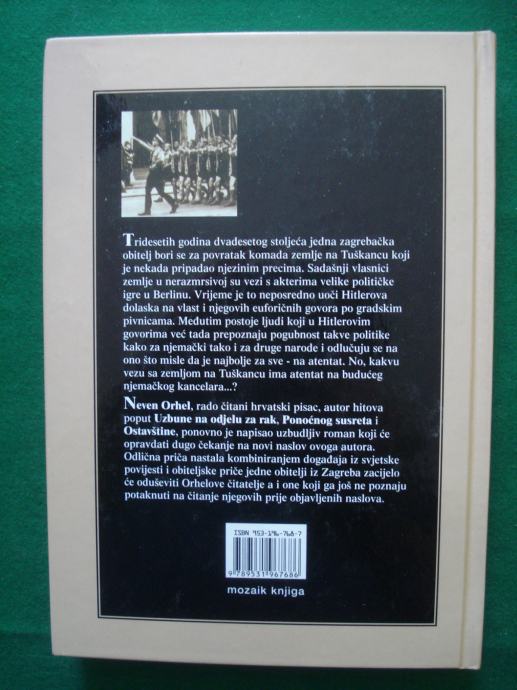 Tridesetih godina dvadesetog stoljeća jedna zagrebačka
obitelj bori se za povratak komada zemlje na Tuškancu koji
je nekada pripadao njezinim precima. Sadašnji vlasnici
zemlje u nerazmrsivoj su vezi s akterima velike političke
igre u Berlinu. Vrijeme je to neposredno uoči Hitlerova
dolaska na vlast i njegovih euforičnih govora po gradskim
pivnicama. Međutim postoje ljudi koji u Hitlerovim
govorima već tada prepoznaju pogubnost takve politike
kako za njemački tako i za druge narode i odlučuju se na
ono što misle da je najbolje za sve - na atentat. No, kakvu
vezu sa zemljom na Tuškancu ima atentat na budućeg
njemačkog kancelara...?
Neven Orhel, rado čitani hrvatski pisac, autor hitova
poput Uzbune na odjelu za rak, Ponoćnog susreta i
Ostavštine, ponovno je napisao uzbudljiv roman koji će
opravdati dugo čekanje na novi naslov ovoga autora.
Odlična priča nastala kombiniranjem događaja iz svjetske
povijesti i obiteljske priče jedne obitelji iz Zagreba zacijelo
će oduševiti Orhelove čitatelje a i one koji ga još ne poznaju
potaknuti na čitanje njegovih prije objavljenih naslova.
ISBN 953-196-768-7
9 789531 967686
mozaik knjiga